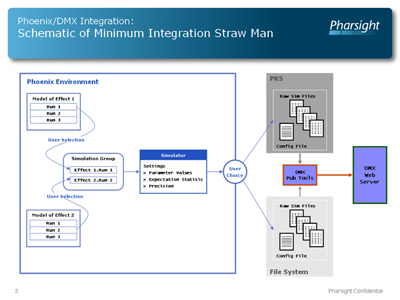 Phoenix/DMX Integration:
Schematic of Minimum Integration Straw Man
Pharsight
Phoenix Environment
Model of Effect 1
Run 1
Run 2
Run 3
User Selection
Simulation Group
Effect 1,Run 1
Effect 2,Run 2
User Selection
Model of Effect 2
Run 1
Run 2
Run 3
Simulator
Settings
> Parameter Values
> Expectation Statisic
> Precision
User
Choice
PKS
Raw Sim Files
Config File
DMX
Pub Tools
DMX
Web
Server
Raw Sim Files
Config File
File System
3
Pharsight Confidential